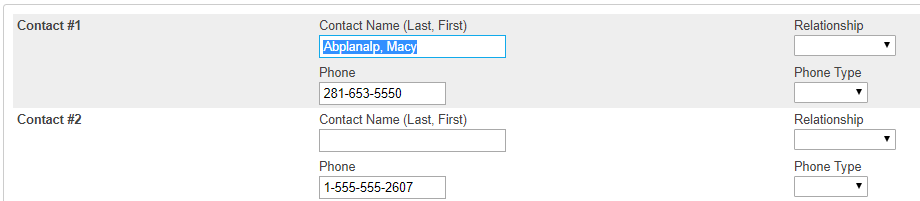 Contact #1 Contact Name (Last, First) Relationship
Abplanalp, Macy
Phone Phone Type
281-653-5550
Contact #2 Contact Name (Last, First) Relationship
Phone Phone Type
1-555-555-2607